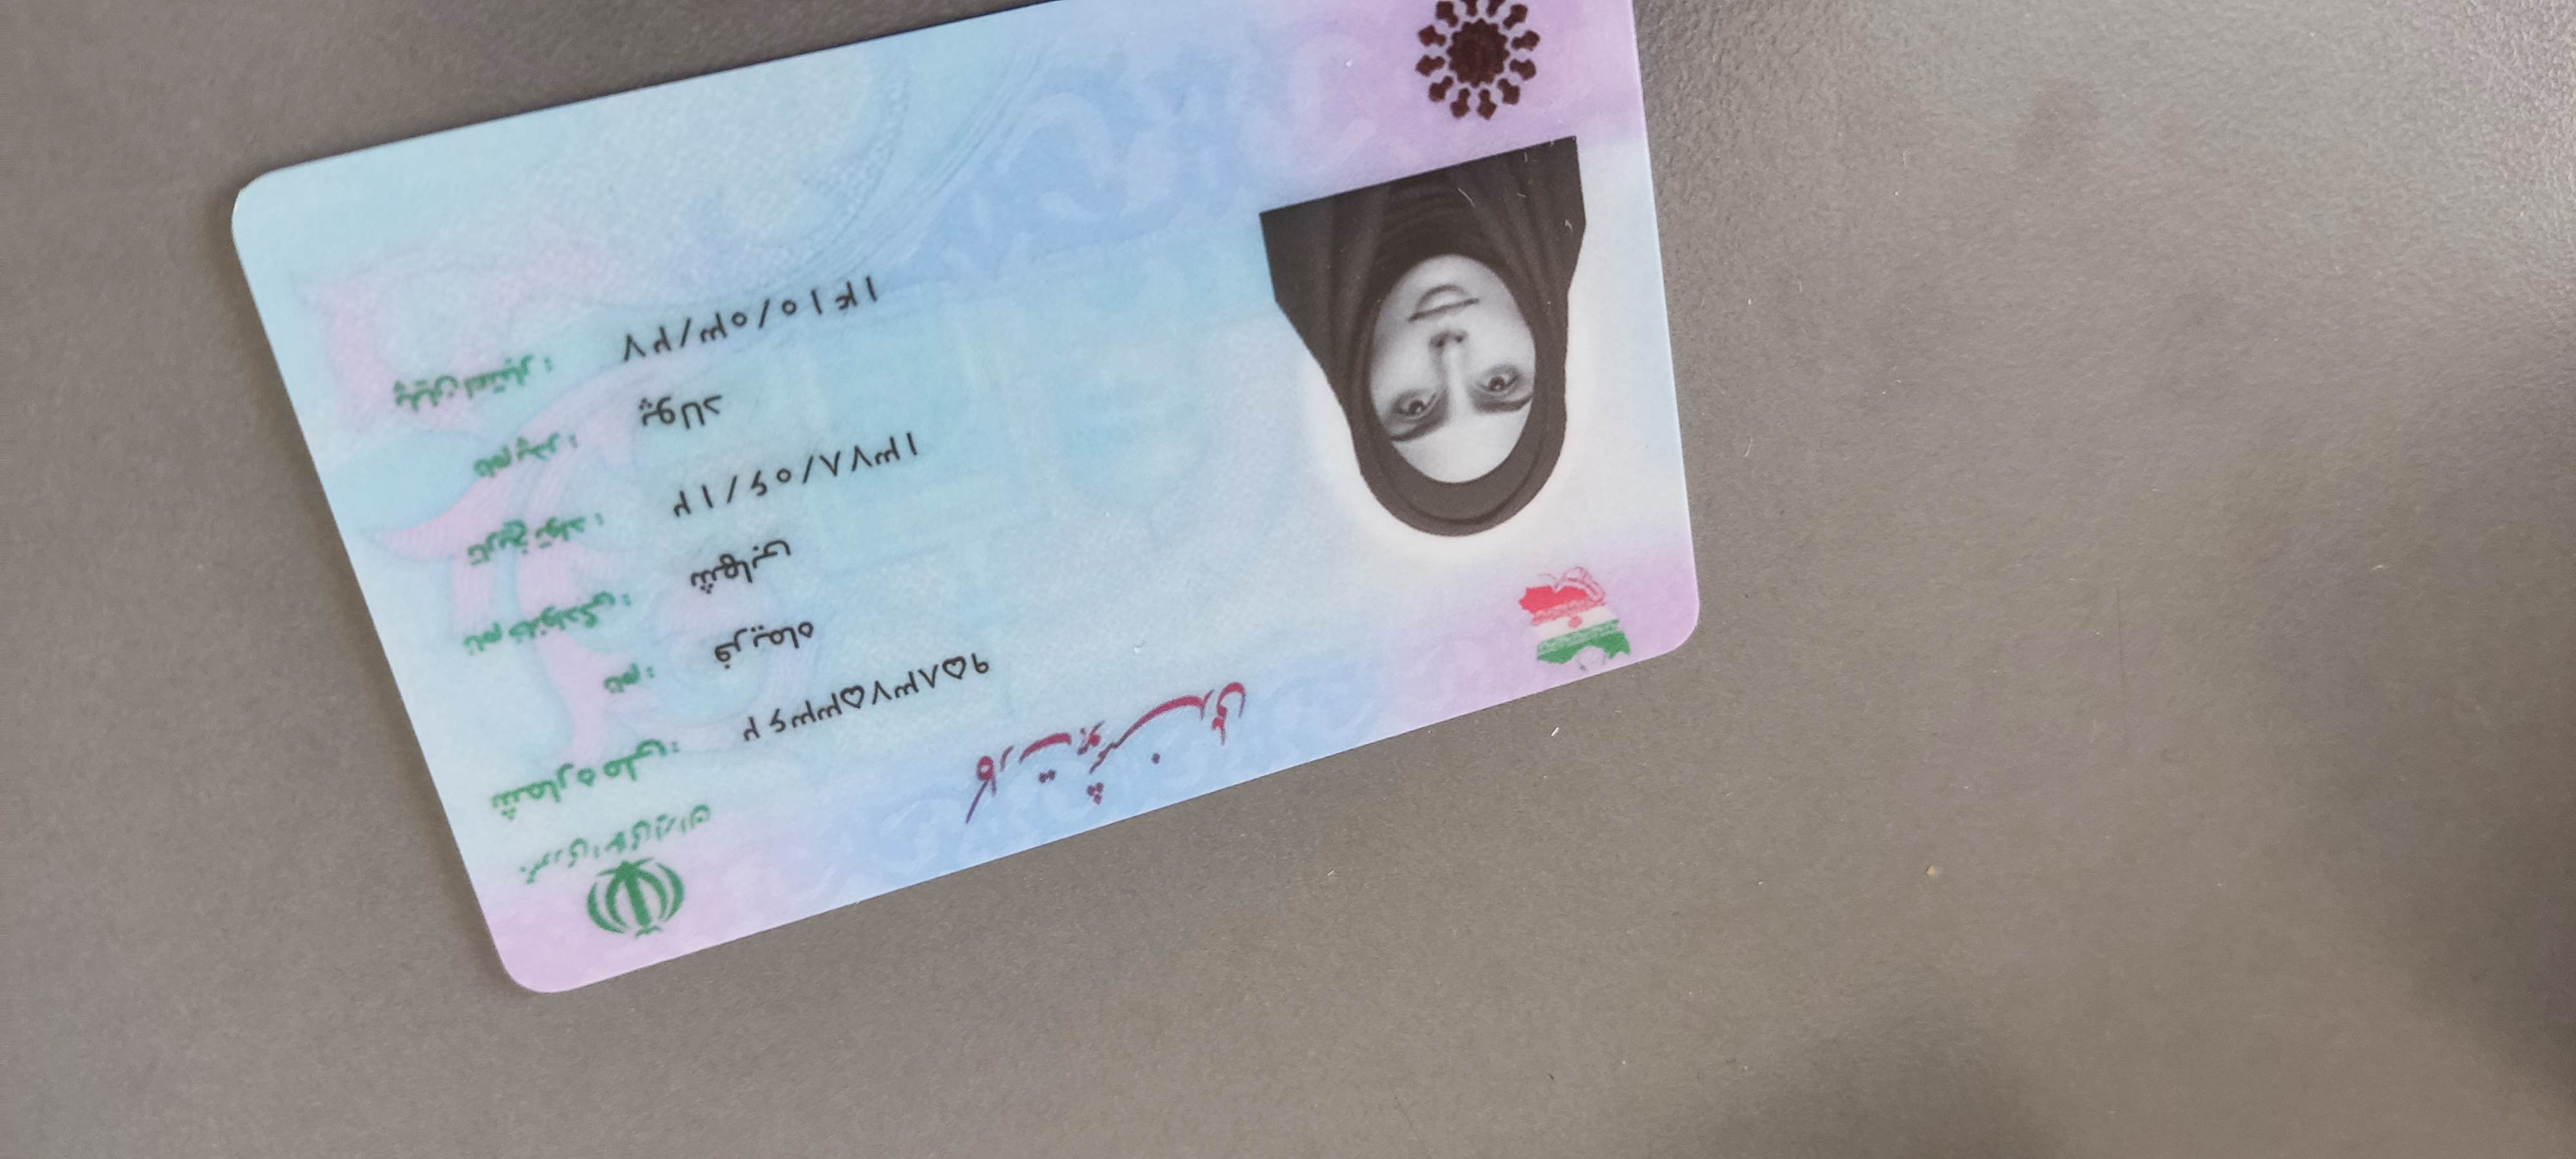 جمهوری اسلامی ایران
کارت هوشمند ملی
شماره ملی: ۹۵۸۳۷۵۳۳۶۲
نام: فریماه
نام خانوادگی: شهابی
تاریخ تولد: ۱۳۷۸/۰۶/۱۲
نام پدر: پولاد
پایان اعتبار: ۱۴۱۰/۰۳/۲۷